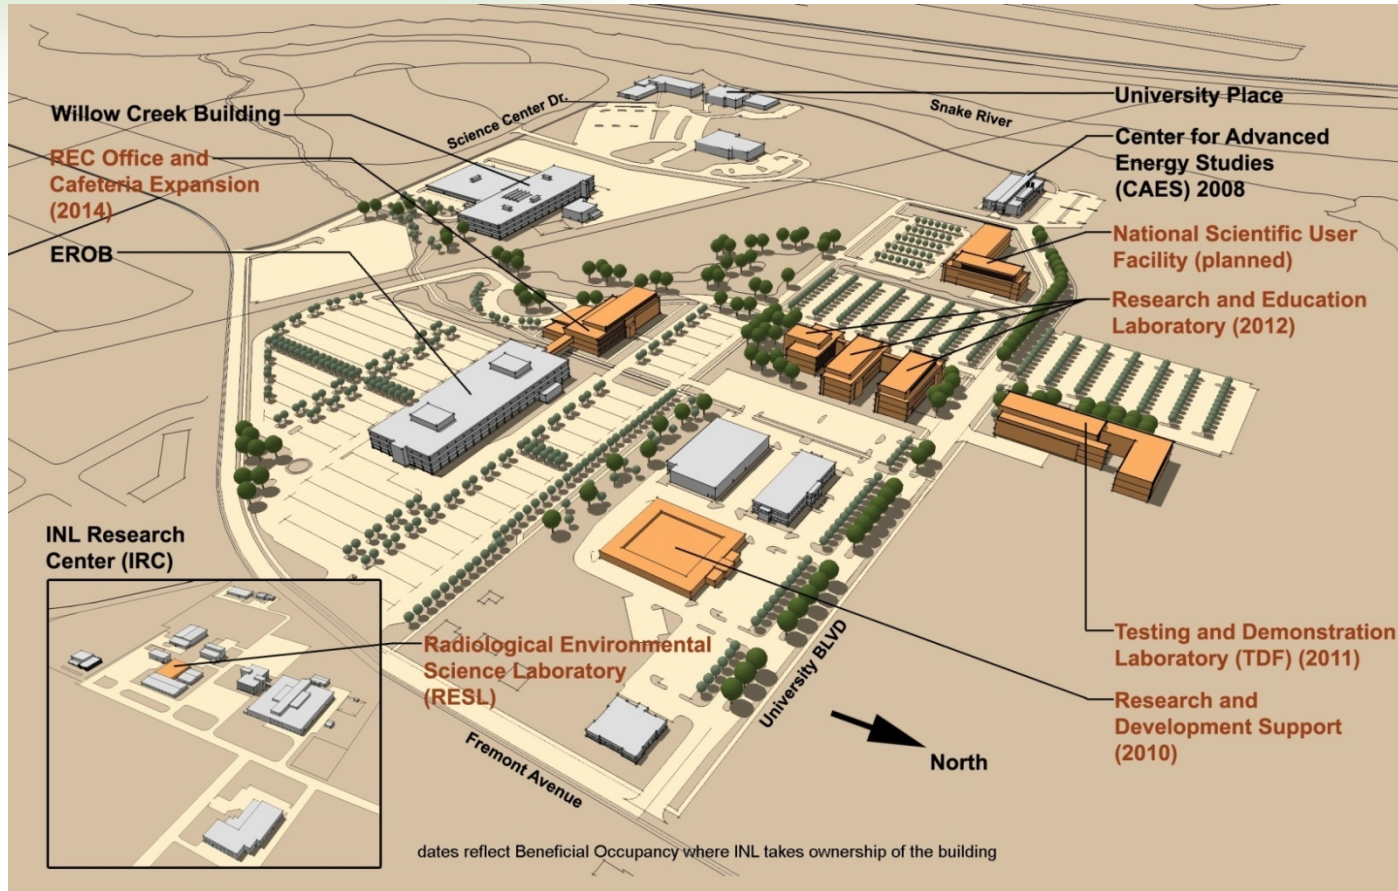 Willow Creek Building
REC Office and
Cafeteria Expansion
(2014)
EROB
Science Center Dr.
Snake River
University Place
Center for Advanced
Energy Studies
(CAES) 2008
National Scientific User
Facility (planned)
Research and Education
Laboratory (2012)
INL Research
Center (IRC)
Radiological Environmental
Science Laboratory
(RESL)
Testing and Demonstration
Laboratory (TDF) (2011)
Research and
Development Support
(2010)
University BLVD
North
Fremont Avenue
dates reflect Beneficial Occupancy where INL takes ownership of the building